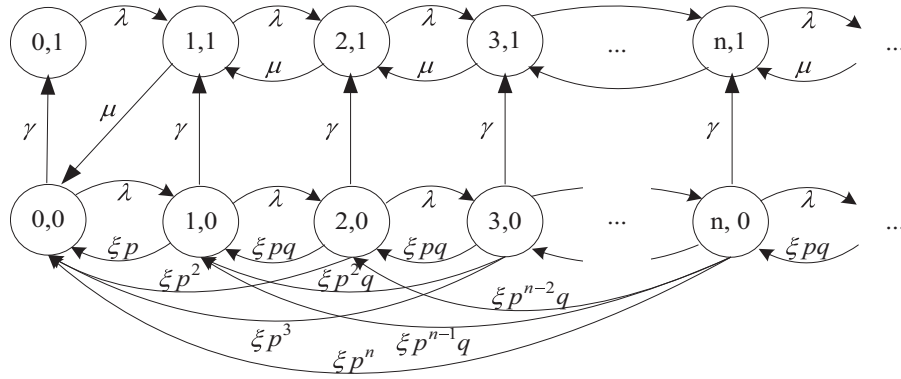 λ λ λ λ
0,1 1,1 2,1 3,1 ... n,1 ...
μ μ μ μ
γ γ γ γ γ
λ λ λ λ
0,0 1,0 2,0 3,0 ... n, 0 ...
ξp ξpq ξpq ξpq
ξp² ξp²q
ξpⁿ⁻²q
ξp³ ξpⁿ⁻¹q
ξpⁿ